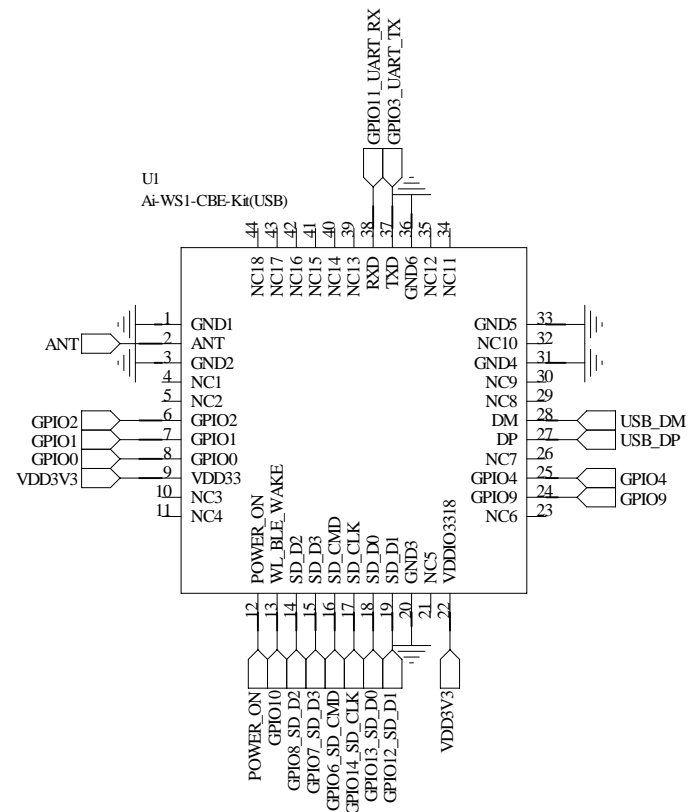 GPIO11_UART_RX
GPIO3_UART_TX
U1
Ai-WS1-CBE-Kit(USB)
44 43 42 41 40 39 38 37 36 35 34
NC18 NC17 NC16 NC15 NC14 NC13 RXD TXD GND6 NC12 NC11
1 GND1
ANT 2 ANT
3 GND2
4 NC1
5 NC2
GPIO2 6 GPIO2
GPIO1 7 GPIO1
GPIO0 8 GPIO0
VDD3V3 9 VDD33
10 NC3
11 NC4
GND5 33
NC10 32
GND4 31
NC9 30
NC8 29
DM 28 USB_DM
DP 27 USB_DP
NC7 26
GPIO4 25 GPIO4
GPIO9 24 GPIO9
NC6 23
POWER_ON WL_BLE_WAKE SD_D2 SD_D3 SD_CMD SD_CLK SD_D0 SD_D1 GND3 NC5 VDDIO3318
12 13 14 15 16 17 18 19 20 21 22
POWER_ON
GPIO10
GPIO8_SD_D2
GPIO7_SD_D3
GPIO6_SD_CMD
GPIO14_SD_CLK
GPIO13_SD_D0
GPIO12_SD_D1
VDD3V3